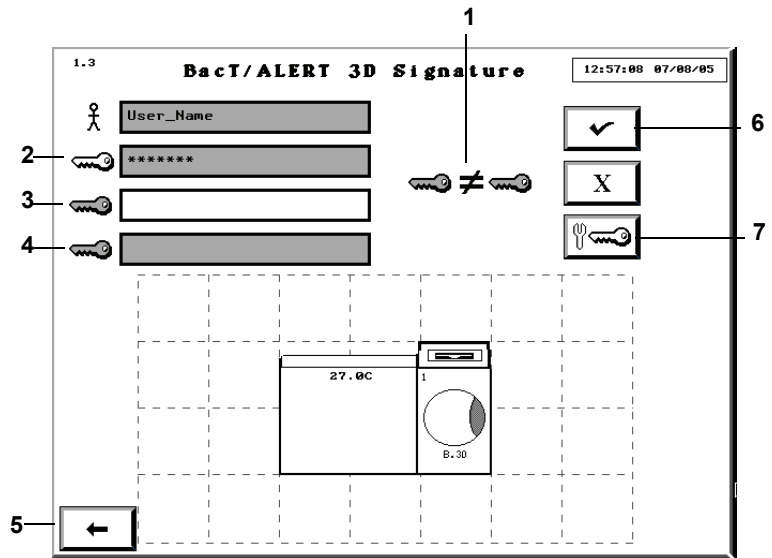 1
1.3
BacT/ALERT 3D Signature
12:57:08 07/08/05
User_Name
6
2
*******
3
X
4
7
27.0C
1
B.3D
5